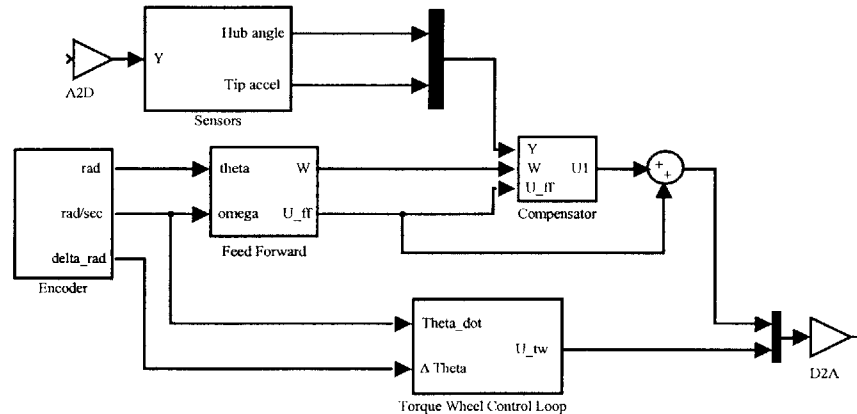 Hub angle
A2D
Y
Tip accel
Sensors
rad
theta
W
Y
W
U1
U_ff
+
+
rad/sec
omega
U_ff
Compensator
delta_rad
Feed Forward
Encoder
Theta_dot
U_tw
Δ Theta
D2A
Torque Wheel Control Loop